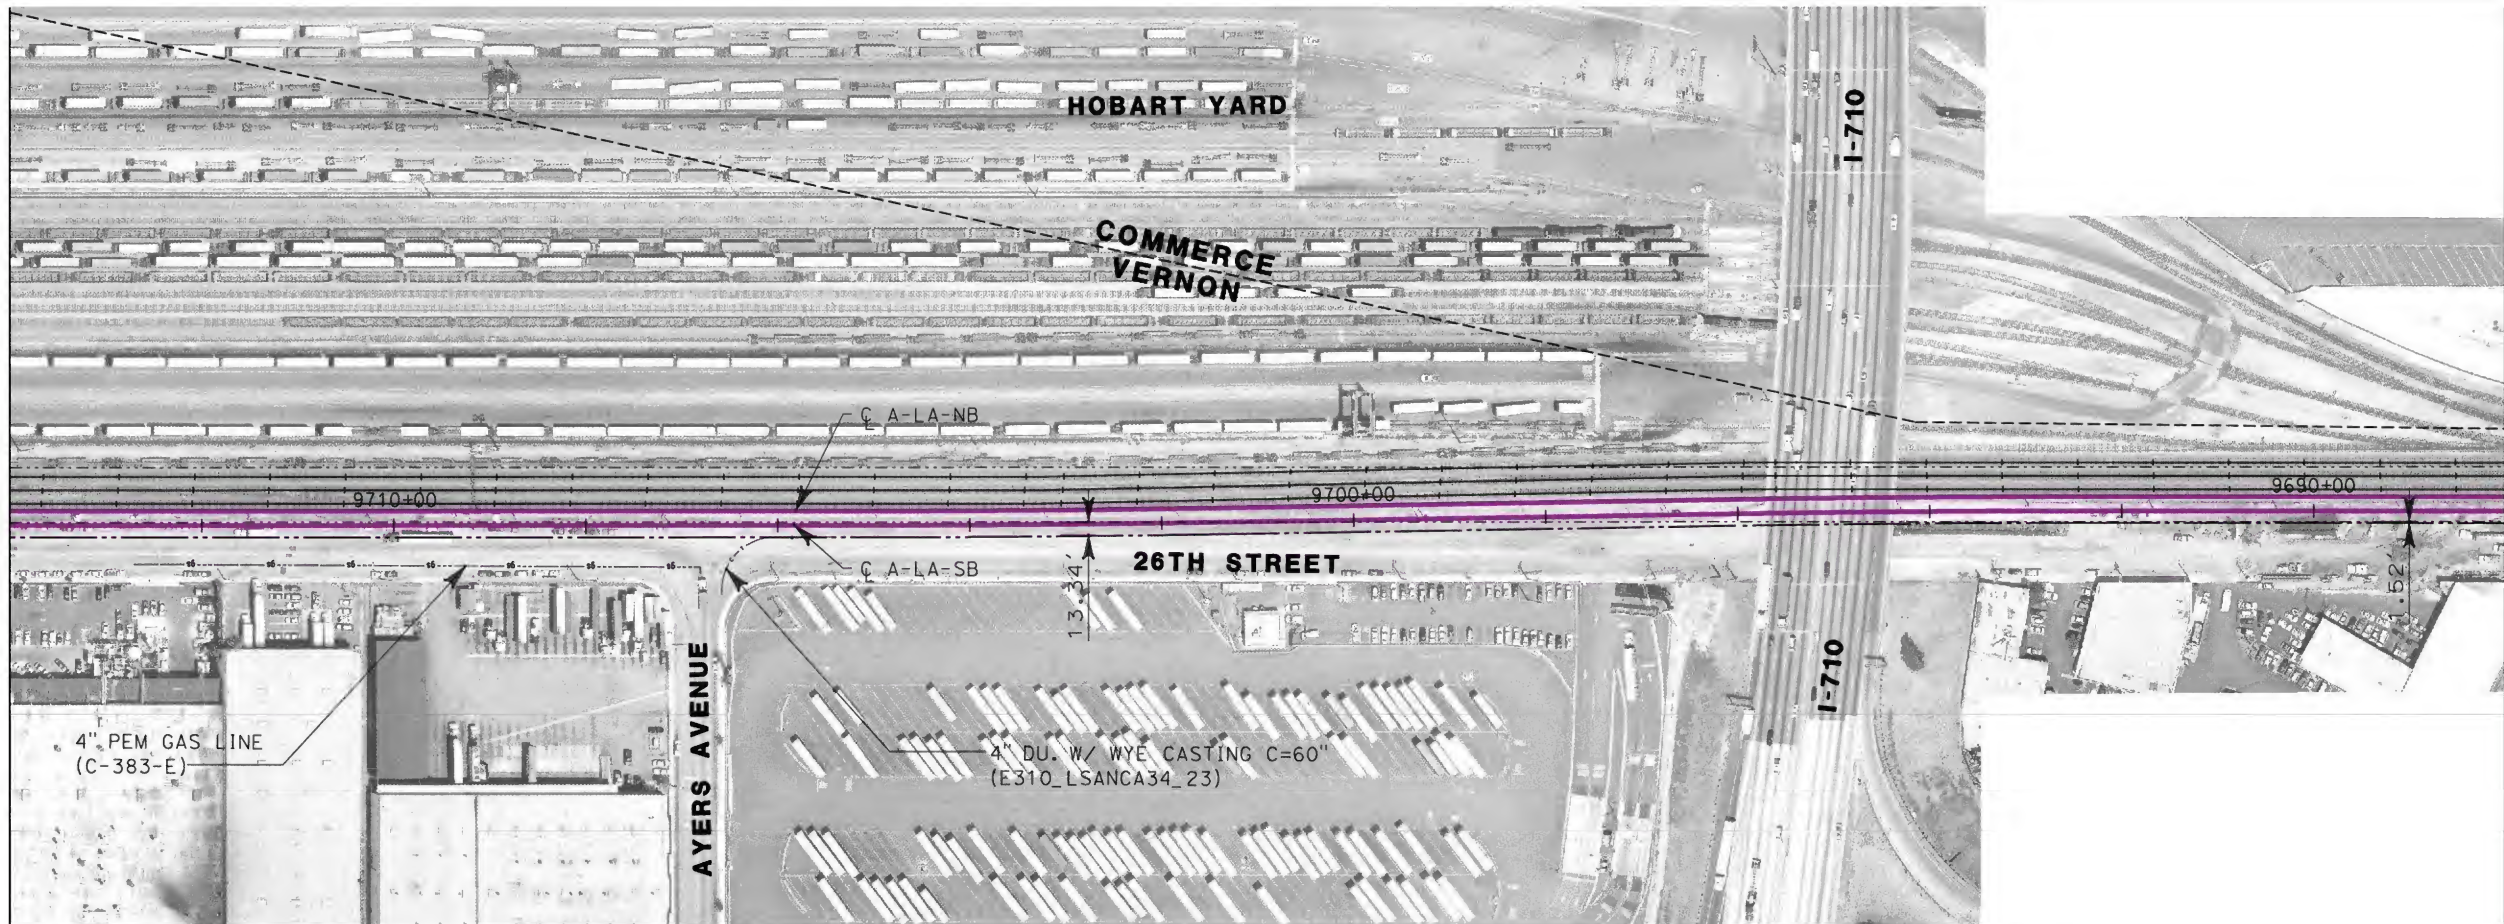 HOBART YARD
I-710
COMMERCE
VERNON
℄ A-LA-NB
9710+00
9700+00
9690+00
℄ A-LA-SB
26TH STREET
13.34'
1.52'
AYERS AVENUE
I-710
4" PEM GAS LINE
(C-383-E)
4" DU. W/ WYE CASTING C=60"
(E310_LSANCA34_23)